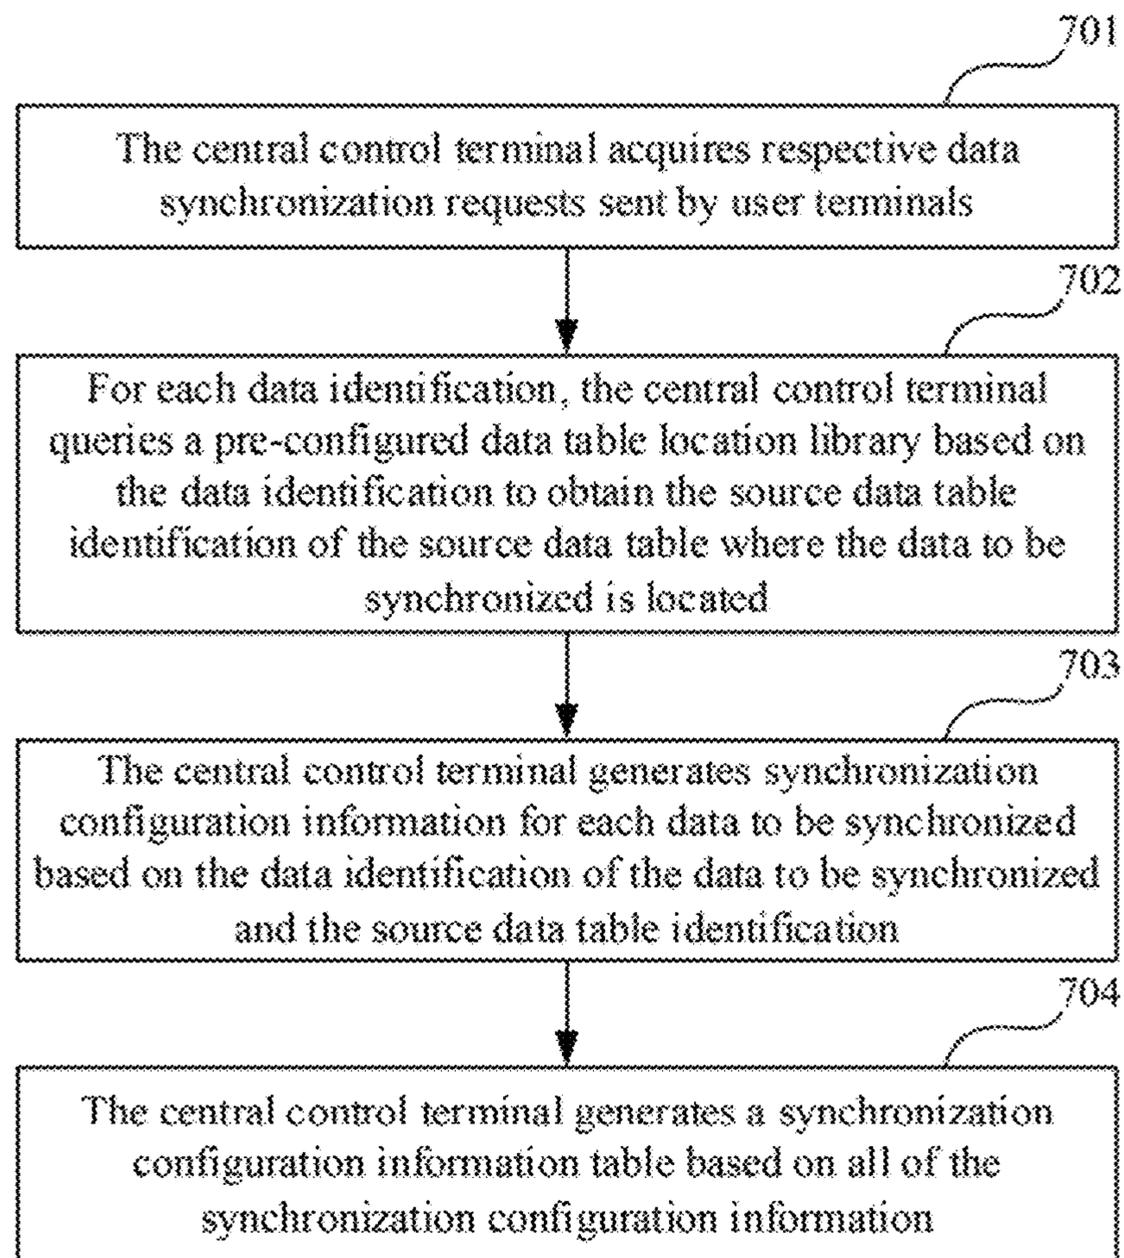 701
The central control terminal acquires respective data
synchronization requests sent by user terminals
702
For each data identification, the central control terminal
queries a pre-configured data table location library based on
the data identification to obtain the source data table
identification of the source data table where the data to be
synchronized is located
703
The central control terminal generates synchronization
configuration information for each data to be synchronized
based on the data identification of the data to be synchronized
and the source data table identification
704
The central control terminal generates a synchronization
configuration information table based on all of the
synchronization configuration information